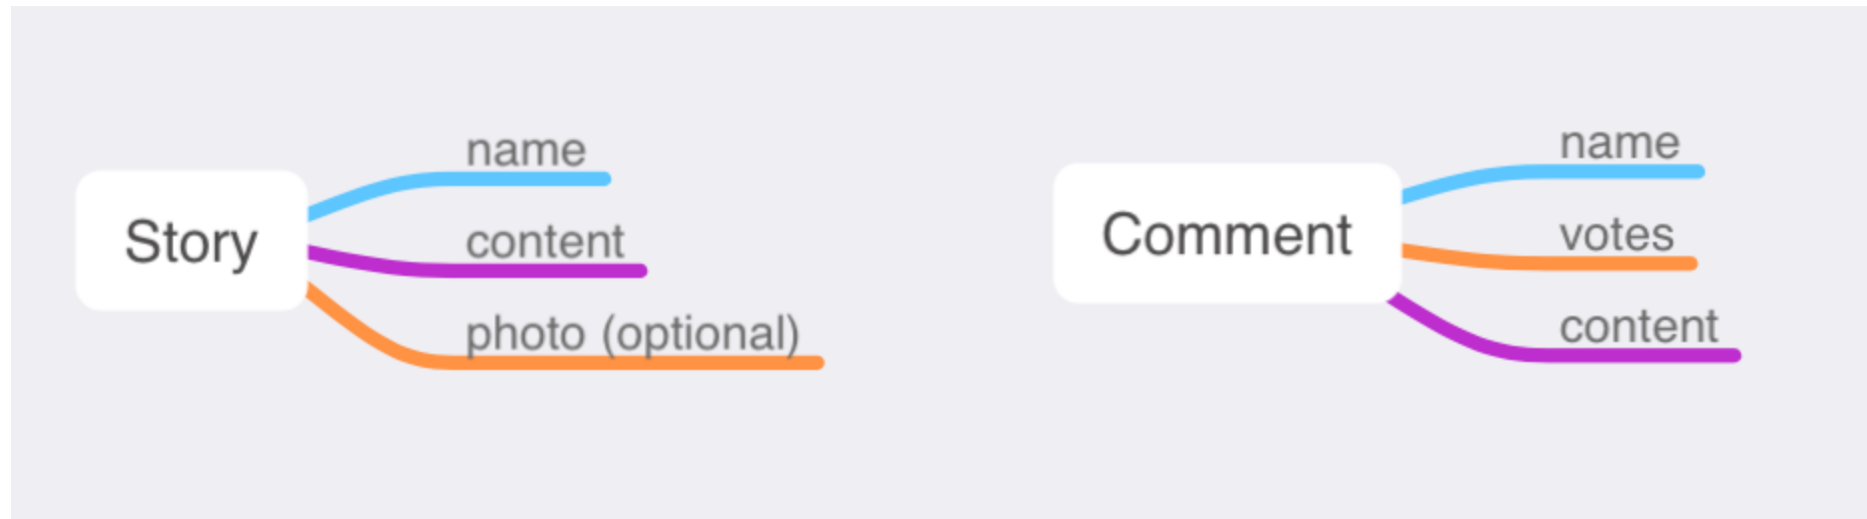 Story
name
content
photo (optional)
Comment
name
votes
content